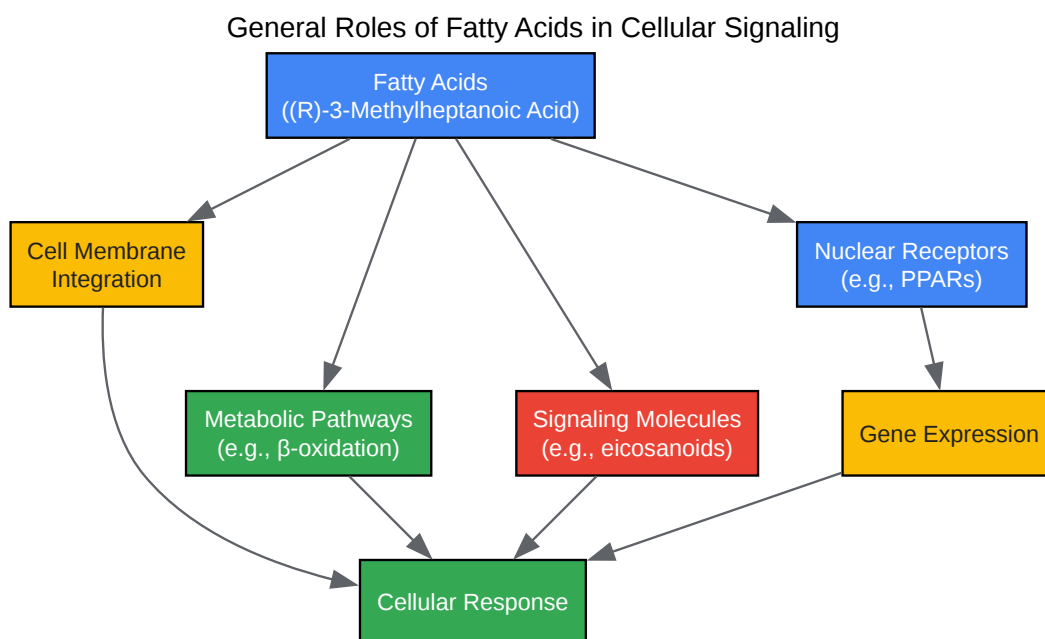 General Roles of Fatty Acids in Cellular Signaling
Fatty Acids
((R)-3-Methylheptanoic Acid)
Cell Membrane
Integration
Nuclear Receptors
(e.g., PPARs)
Metabolic Pathways
(e.g., β-oxidation)
Signaling Molecules
(e.g., eicosanoids)
Gene Expression
Cellular Response